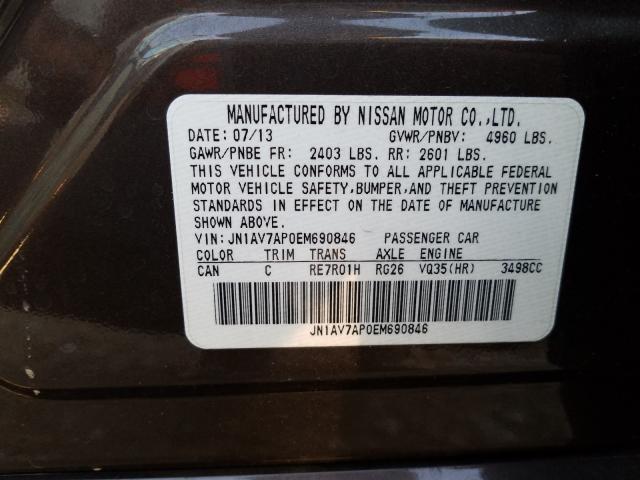 MANUFACTURED BY NISSAN MOTOR CO.,LTD.
DATE: 07/13 GVWR/PNBV: 4960 LBS.
GAWR/PNBE FR: 2403 LBS. RR: 2601 LBS.
THIS VEHICLE CONFORMS TO ALL APPLICABLE FEDERAL
MOTOR VEHICLE SAFETY,BUMPER,AND THEFT PREVENTION
STANDARDS IN EFFECT ON THE DATE OF MANUFACTURE
SHOWN ABOVE.
VIN: JN1AV7AP0EM690846 PASSENGER CAR
COLOR TRIM TRANS AXLE ENGINE
CAN C RE7R01H RG26 VQ35(HR) 3498CC
JN1AV7AP0EM690846